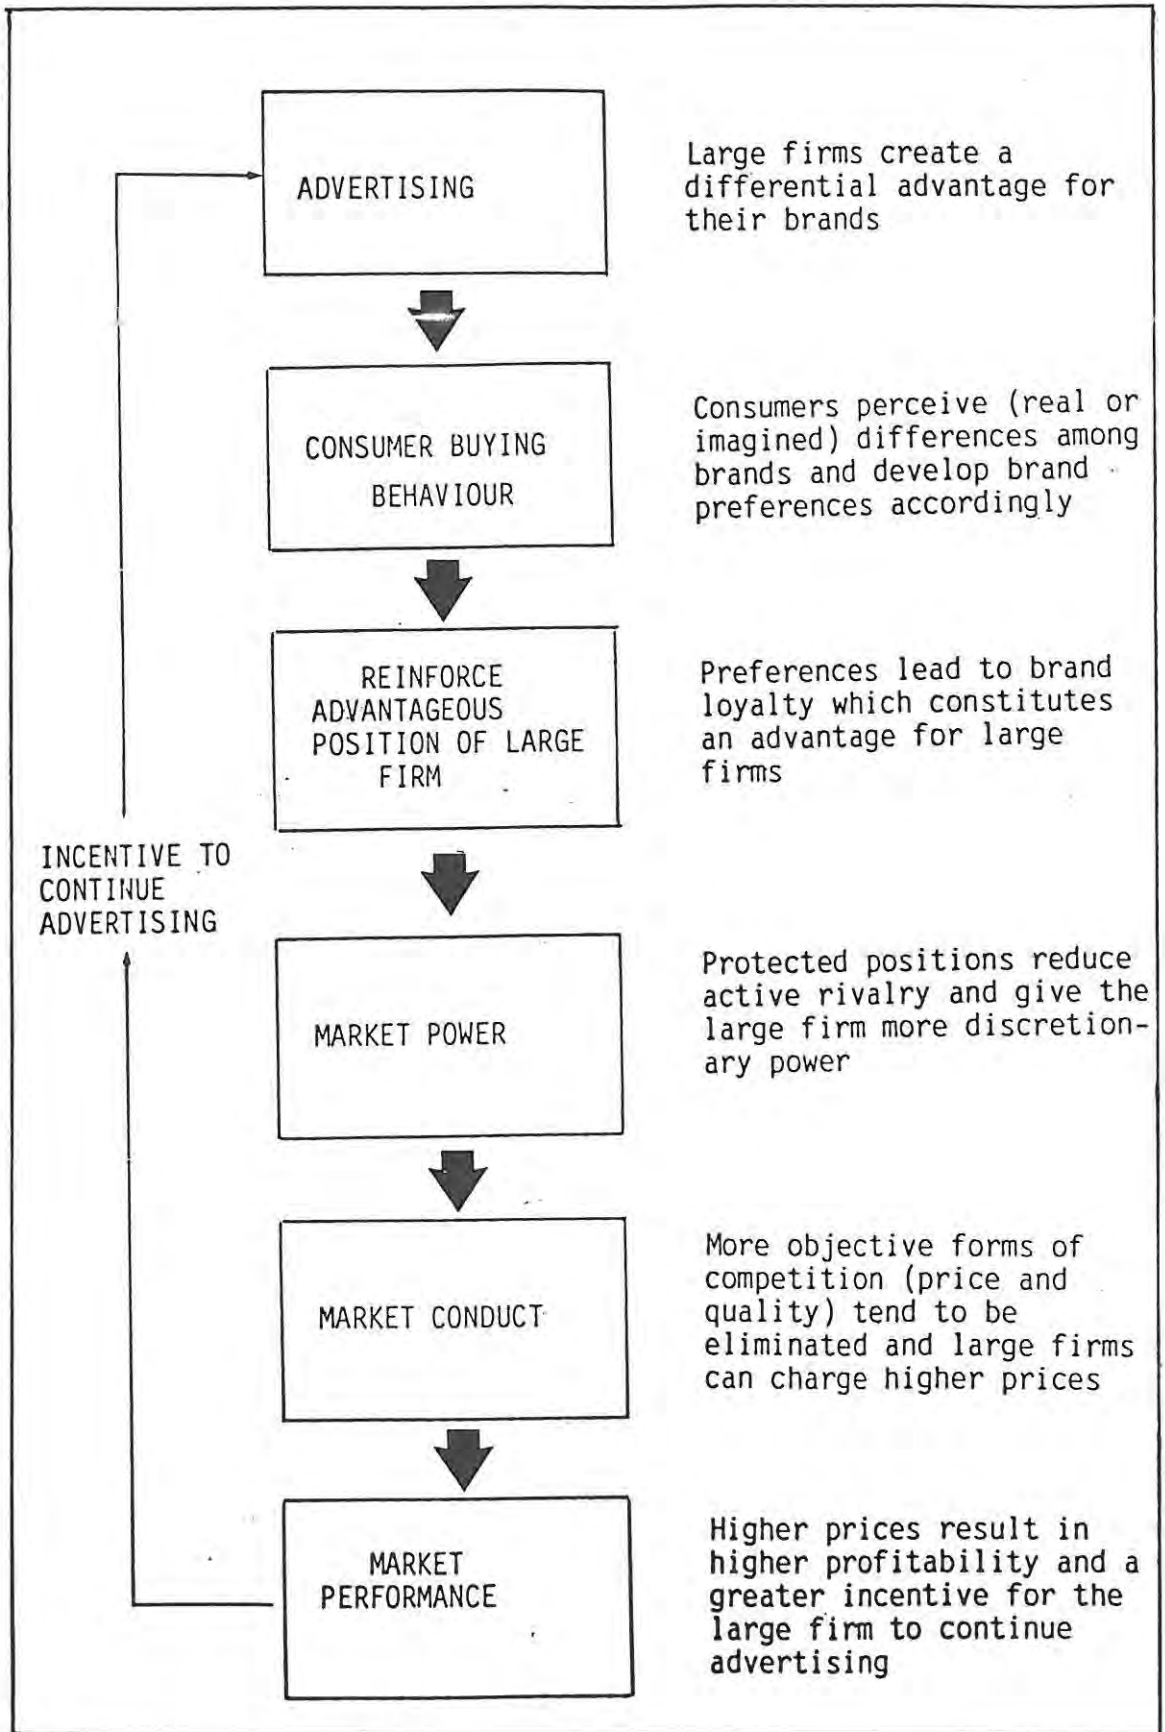 ADVERTISING
Large firms create a
differential advantage for
their brands
CONSUMER BUYING
BEHAVIOUR
Consumers perceive (real or
imagined) differences among
brands and develop brand
preferences accordingly
REINFORCE
ADVANTAGEOUS
POSITION OF LARGE
FIRM
Preferences lead to brand
loyalty which constitutes
an advantage for large
firms
INCENTIVE TO
CONTINUE
ADVERTISING
MARKET POWER
Protected positions reduce
active rivalry and give the
large firm more discretion-
ary power
MARKET CONDUCT
More objective forms of
competition (price and
quality) tend to be
eliminated and large firms
can charge higher prices
MARKET
PERFORMANCE
Higher prices result in
higher profitability and a
greater incentive for the
large firm to continue
advertising